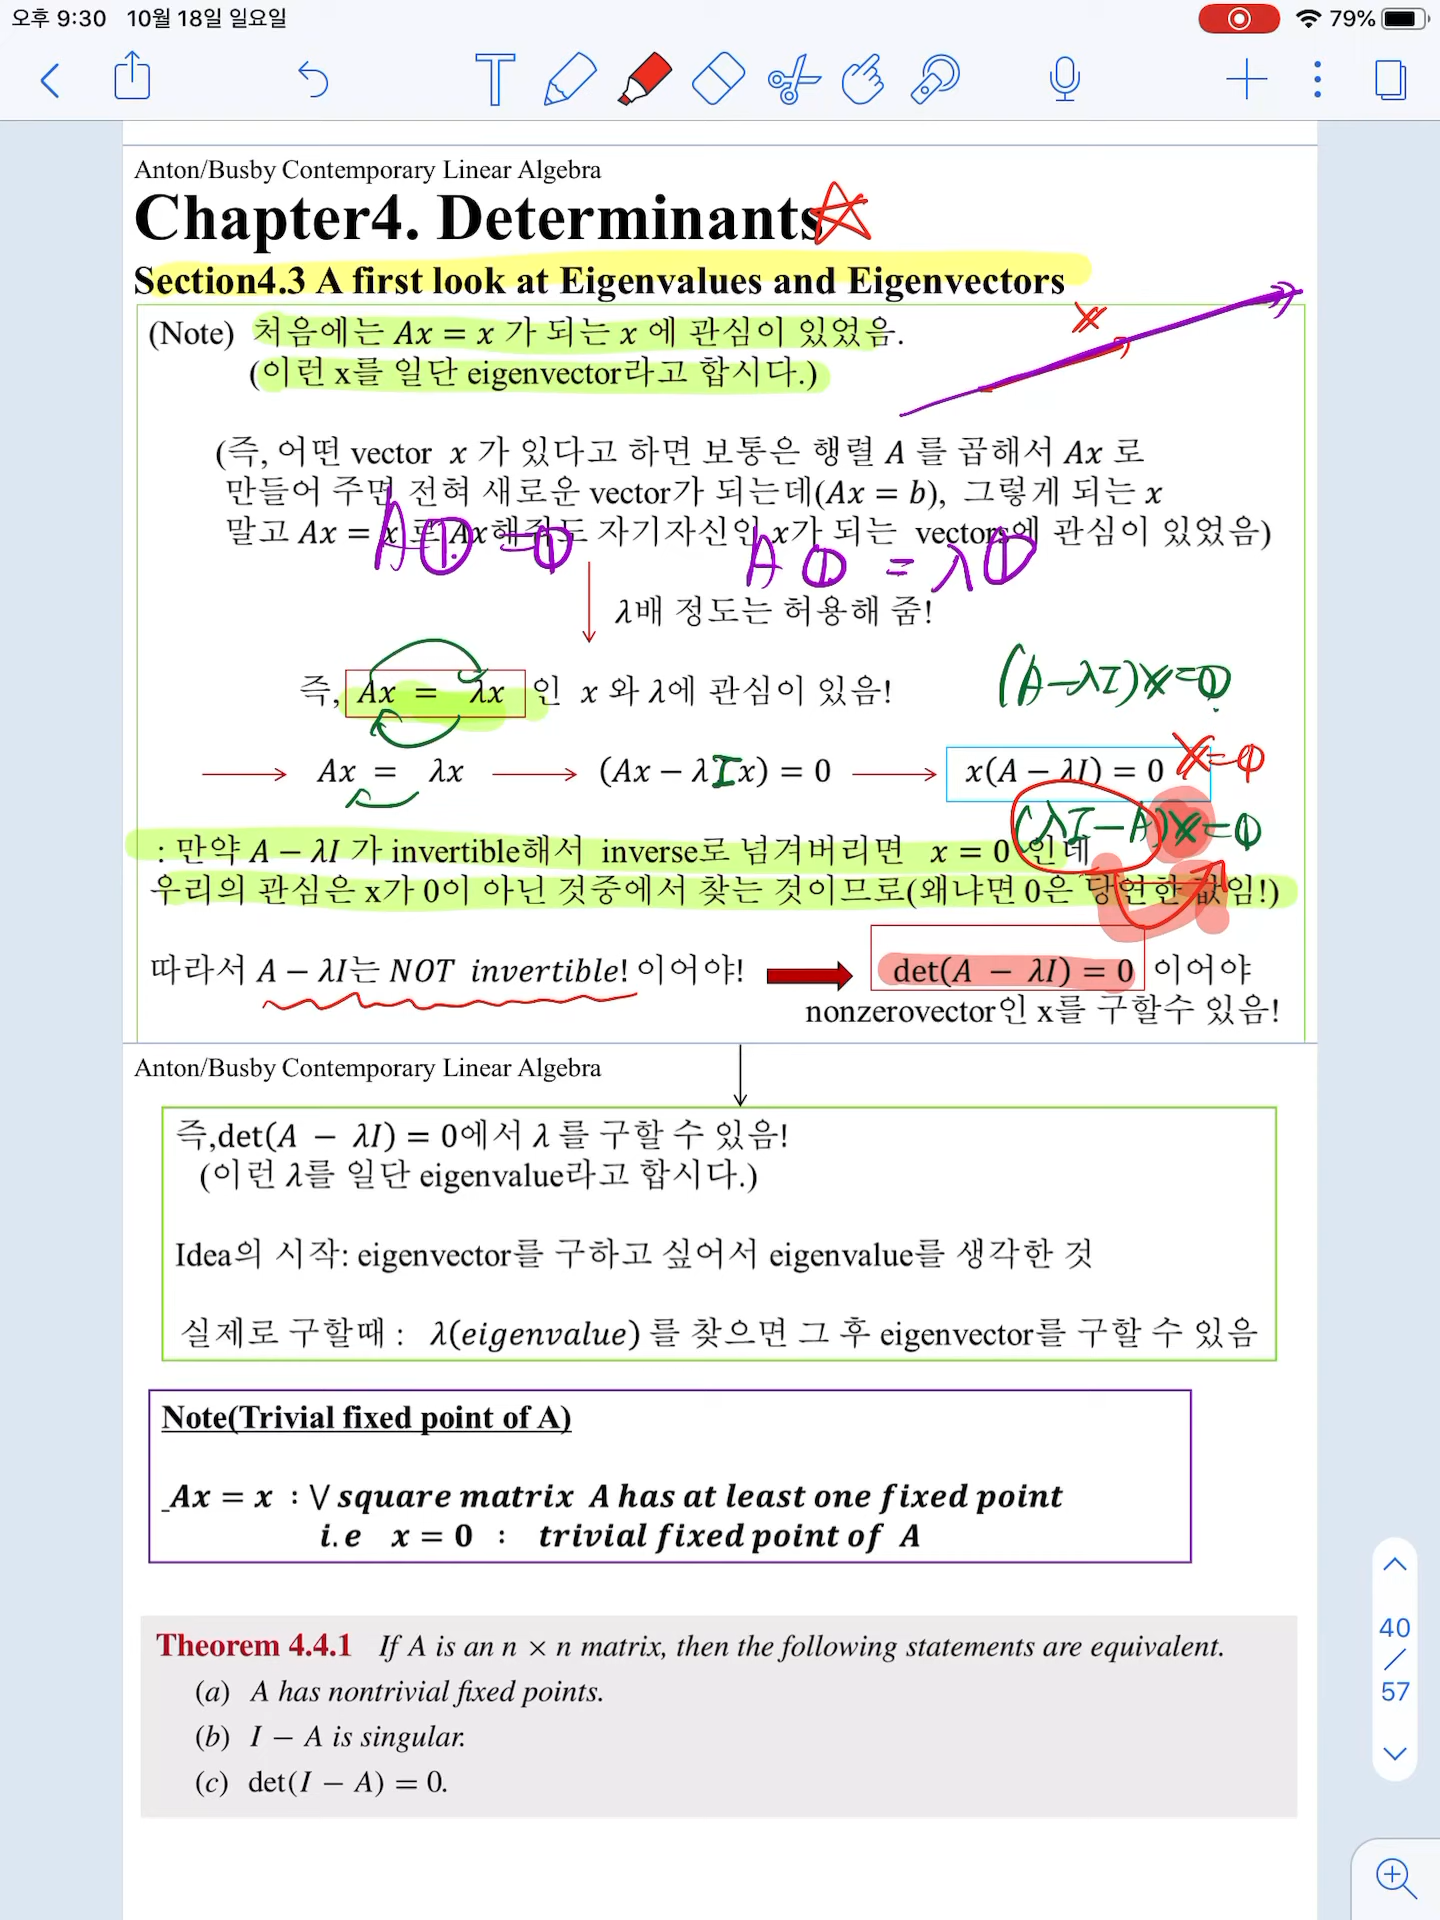 오후 9:30 10월 18일 일요일
79%
Anton/Busby Contemporary Linear Algebra
Chapter4. Determinants
Section4.3 A first look at Eigenvalues and Eigenvectors
(Note) 처음에는 Ax = x 가 되는 x 에 관심이 있었음.
x
(이런 x를 일단 eigenvector라고 합시다.)
(즉, 어떤 vector x 가 있다고 하면 보통은 행렬 A 를 곱해서 Ax 로
만들어 주면 전혀 새로운 vector가 되는데(Ax = b), 그렇게 되는 x
말고 Ax = x 로 Ax해줘도 자기자신인 x가 되는 vector에 관심이 있었음)
λ배 정도는 허용해 줌!
(A−λI)x=0
즉, Ax = λx 인 x 와 λ에 관심이 있음!
Ax = λx (Ax − λIx) = 0 x(A − λI) = 0 x=0
(λI−A)x=0
: 만약 A − λI 가 invertible해서 inverse로 넘겨버리면 x = 0 인데
우리의 관심은 x가 0이 아닌 것중에서 찾는 것이므로(왜냐면 0은 당연한 값임!)
따라서 A − λI는 NOT invertible! 이어야! det(A − λI) = 0 이어야
nonzerovector인 x를 구할수 있음!
Anton/Busby Contemporary Linear Algebra
즉,det(A − λI) = 0에서 λ 를 구할 수 있음!
(이런 λ를 일단 eigenvalue라고 합시다.)
Idea의 시작: eigenvector를 구하고 싶어서 eigenvalue를 생각한 것
실제로 구할때 : λ(eigenvalue) 를 찾으면 그 후 eigenvector를 구할 수 있음
Note(Trivial fixed point of A)
_Ax = x : ∀ square matrix A has at least one fixed point
i.e x = 0 : trivial fixed point of A
Theorem 4.4.1 If A is an n × n matrix, then the following statements are equivalent.
(a) A has nontrivial fixed points.
(b) I − A is singular.
(c) det(I − A) = 0.
40
/
57